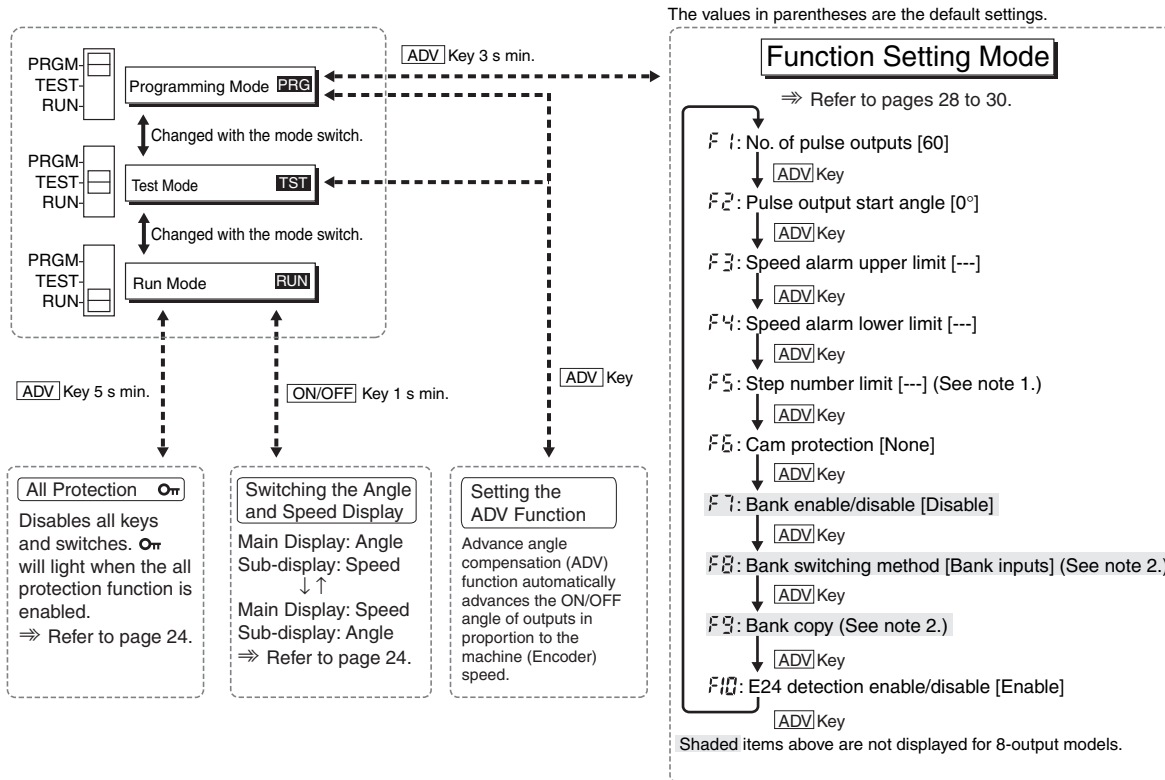 The values in parentheses are the default settings.
PRGM
TEST
RUN
Programming Mode PRG
ADV Key 3 s min.
Changed with the mode switch.
PRGM
TEST
RUN
Test Mode TST
Changed with the mode switch.
PRGM
TEST
RUN
Run Mode RUN
ADV Key 5 s min.
ON/OFF Key 1 s min.
ADV Key
All Protection
Disables all keys
and switches.
will light when the all
protection function is
enabled.
⇒ Refer to page 24.
Switching the Angle
and Speed Display
Main Display: Angle
Sub-display: Speed
↓ ↑
Main Display: Speed
Sub-display: Angle
⇒ Refer to page 24.
Setting the
ADV Function
Advance angle
compensation (ADV)
function automatically
advances the ON/OFF
angle of outputs in
proportion to the
machine (Encoder)
speed.
Function Setting Mode
⇒ Refer to pages 28 to 30.
F 1: No. of pulse outputs [60]
ADV Key
F2: Pulse output start angle [0°]
ADV Key
F3: Speed alarm upper limit [---]
ADV Key
F4: Speed alarm lower limit [---]
ADV Key
F5: Step number limit [---] (See note 1.)
ADV Key
F6: Cam protection [None]
ADV Key
F7: Bank enable/disable [Disable]
ADV Key
F8: Bank switching method [Bank inputs] (See note 2.)
ADV Key
F9: Bank copy (See note 2.)
ADV Key
F10: E24 detection enable/disable [Enable]
ADV Key
Shaded items above are not displayed for 8-output models.